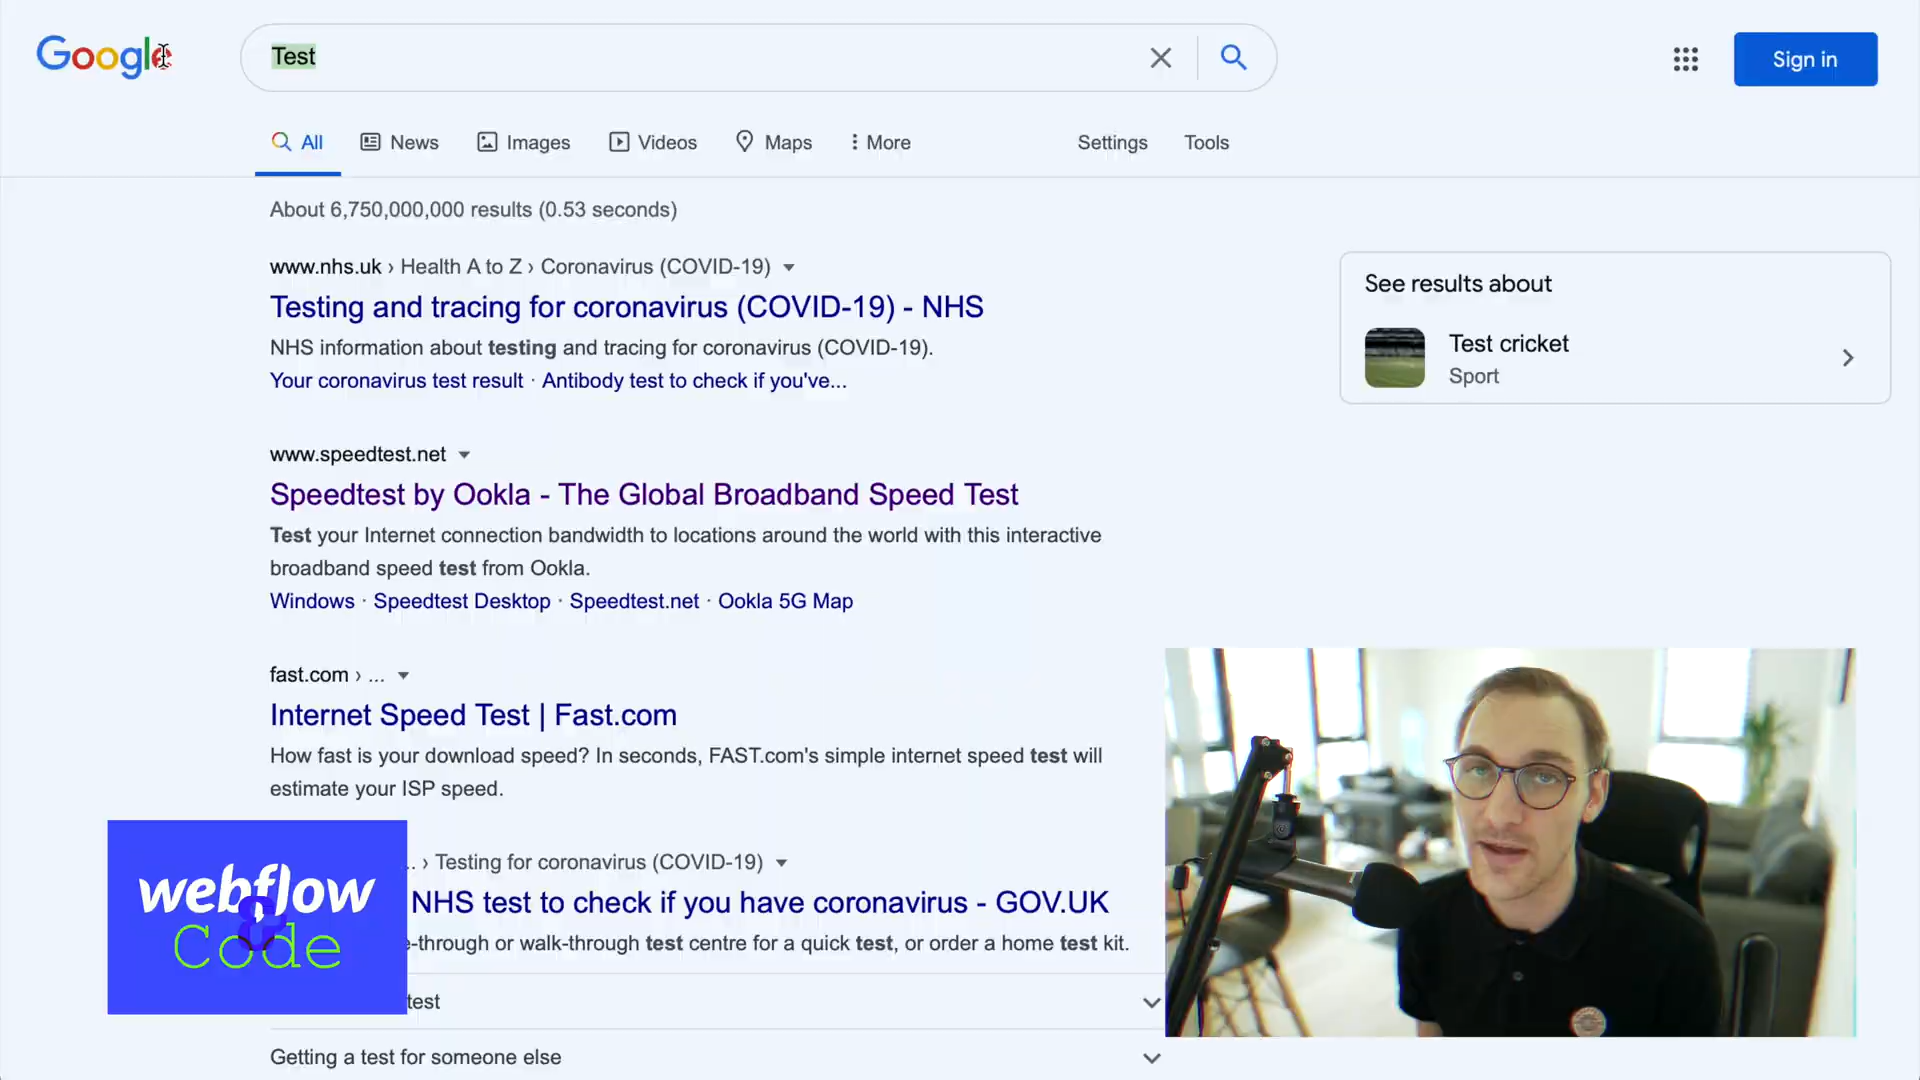 Google
Test
Sign in
All News Images Videos Maps More Settings Tools
About 6,750,000,000 results (0.53 seconds)
www.nhs.uk › Health A to Z › Coronavirus (COVID-19)
Testing and tracing for coronavirus (COVID-19) - NHS
NHS information about testing and tracing for coronavirus (COVID-19).
Your coronavirus test result · Antibody test to check if you've...
See results about
Test cricket
Sport
www.speedtest.net
Speedtest by Ookla - The Global Broadband Speed Test
Test your Internet connection bandwidth to locations around the world with this interactive
broadband speed test from Ookla.
Windows · Speedtest Desktop · Speedtest.net · Ookla 5G Map
fast.com › ...
Internet Speed Test | Fast.com
How fast is your download speed? In seconds, FAST.com's simple internet speed test will
estimate your ISP speed.
› Testing for coronavirus (COVID-19)
NHS test to check if you have coronavirus - GOV.UK
-through or walk-through test centre for a quick test, or order a home test kit.
test
Getting a test for someone else
webflow
&
Code